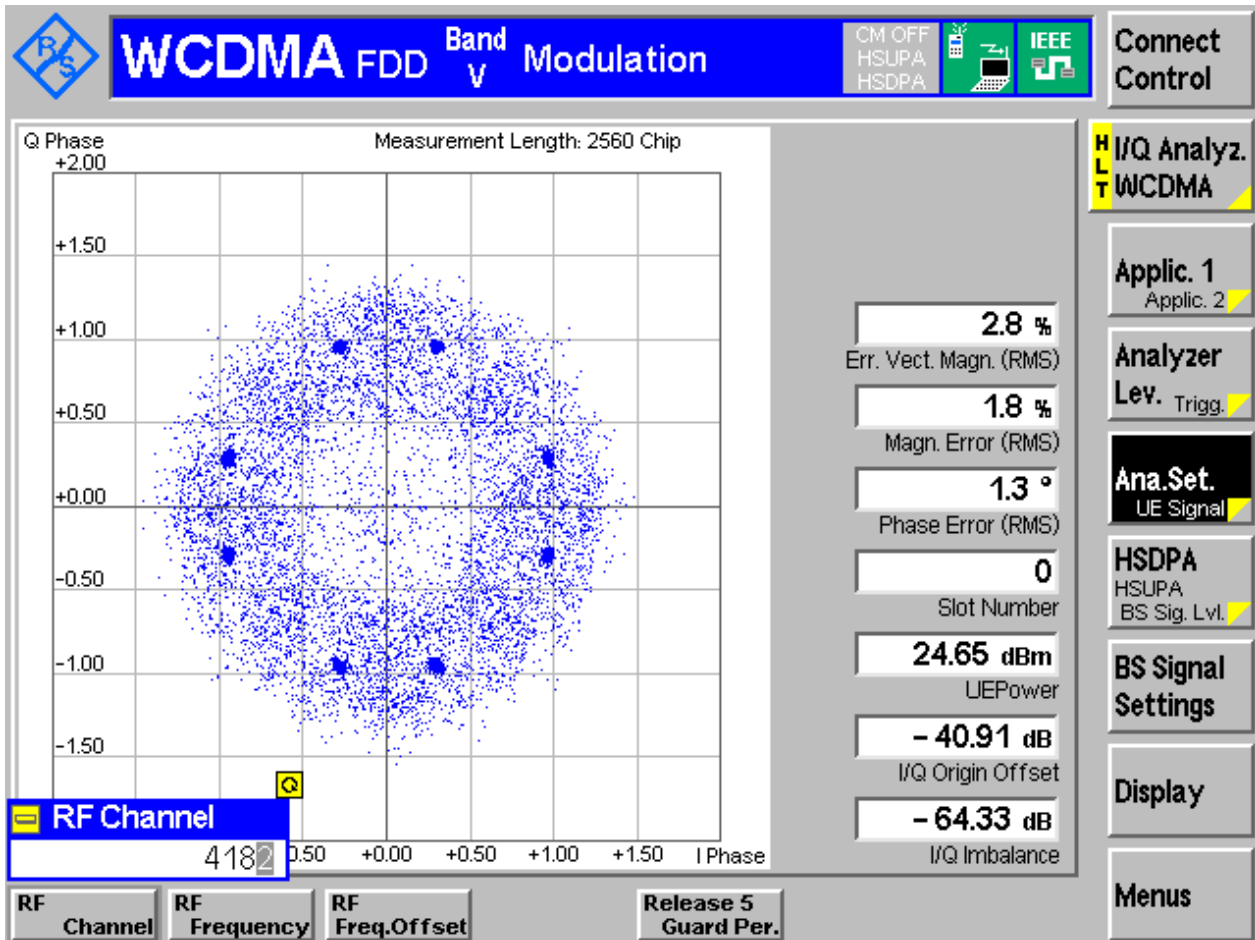 R/S
WCDMA FDD Band V Modulation
CM OFF
HSUPA
HSDPA
IEEE
Connect
Control
Q Phase
Measurement Length: 2560 Chip
+2.00
+1.50
+1.00
+0.50
+0.00
-0.50
-1.00
-1.50
Q
RF Channel
4182
0.50 +0.00 +0.50 +1.00 +1.50 I Phase
2.8 %
Err. Vect. Magn. (RMS)
1.8 %
Magn. Error (RMS)
1.3 °
Phase Error (RMS)
0
Slot Number
24.65 dBm
UEPower
- 40.91 dB
I/Q Origin Offset
- 64.33 dB
I/Q Imbalance
HLT
I/Q Analyz.
WCDMA
Applic. 1
Applic. 2
Analyzer
Lev. Trigg.
Ana.Set.
UE Signal
HSDPA
HSUPA
BS Sig. Lvl.
BS Signal
Settings
Display
Menus
RF
Channel
RF
Frequency
RF
Freq.Offset
Release 5
Guard Per.